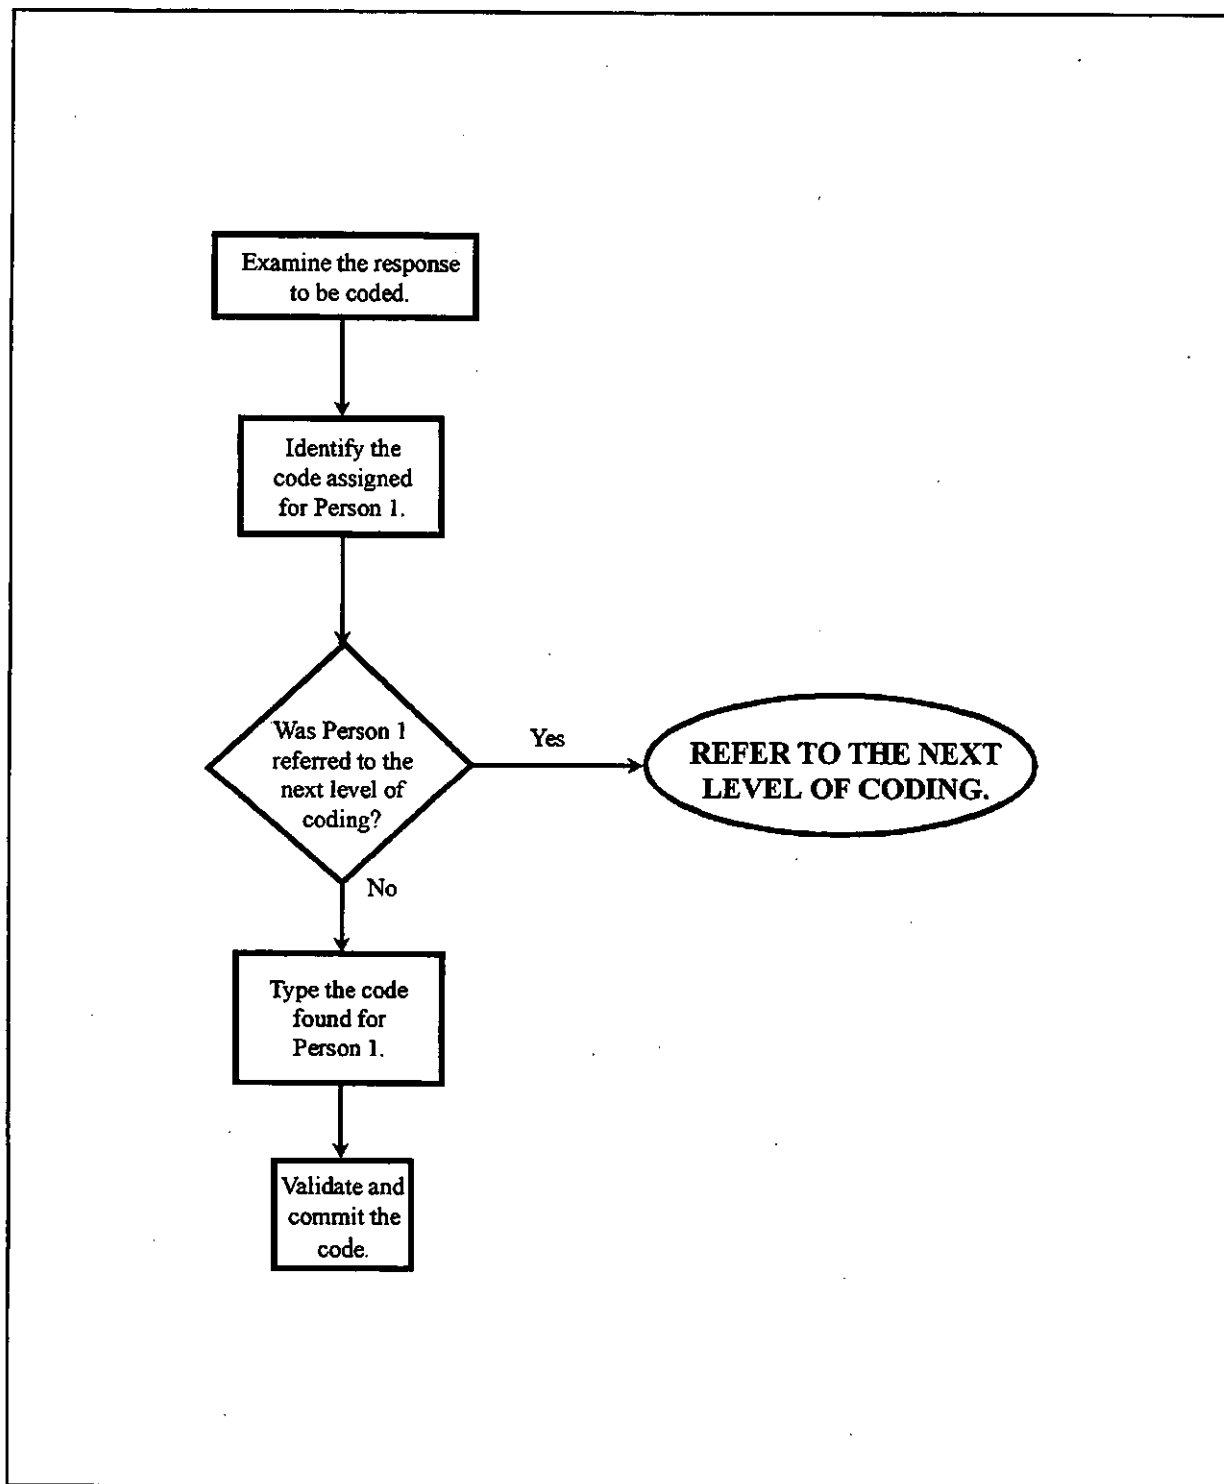 Examine the response
to be coded.
Identify the
code assigned
for Person 1.
Was Person 1
referred to the
next level of
coding?
Yes
REFER TO THE NEXT
LEVEL OF CODING.
No
Type the code
found for
Person 1.
Validate and
commit the
code.